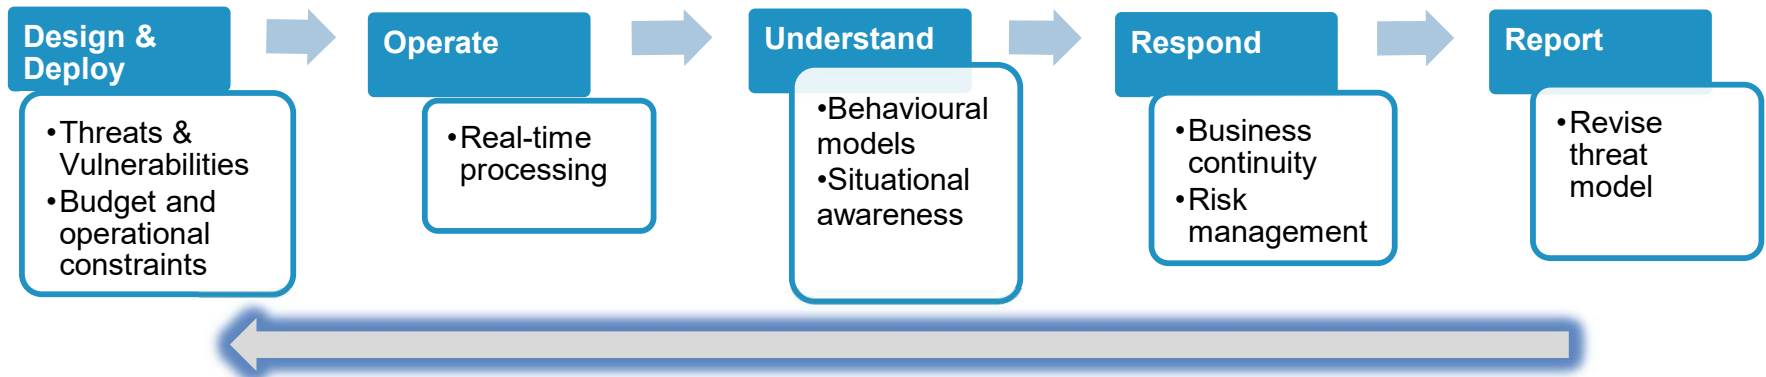 Design &
Deploy
•Threats &
Vulnerabilities
•Budget and
operational
constraints
Operate
•Real-time
processing
Understand
•Behavioural
models
•Situational
awareness
Respond
•Business
continuity
•Risk
management
Report
•Revise
threat
model